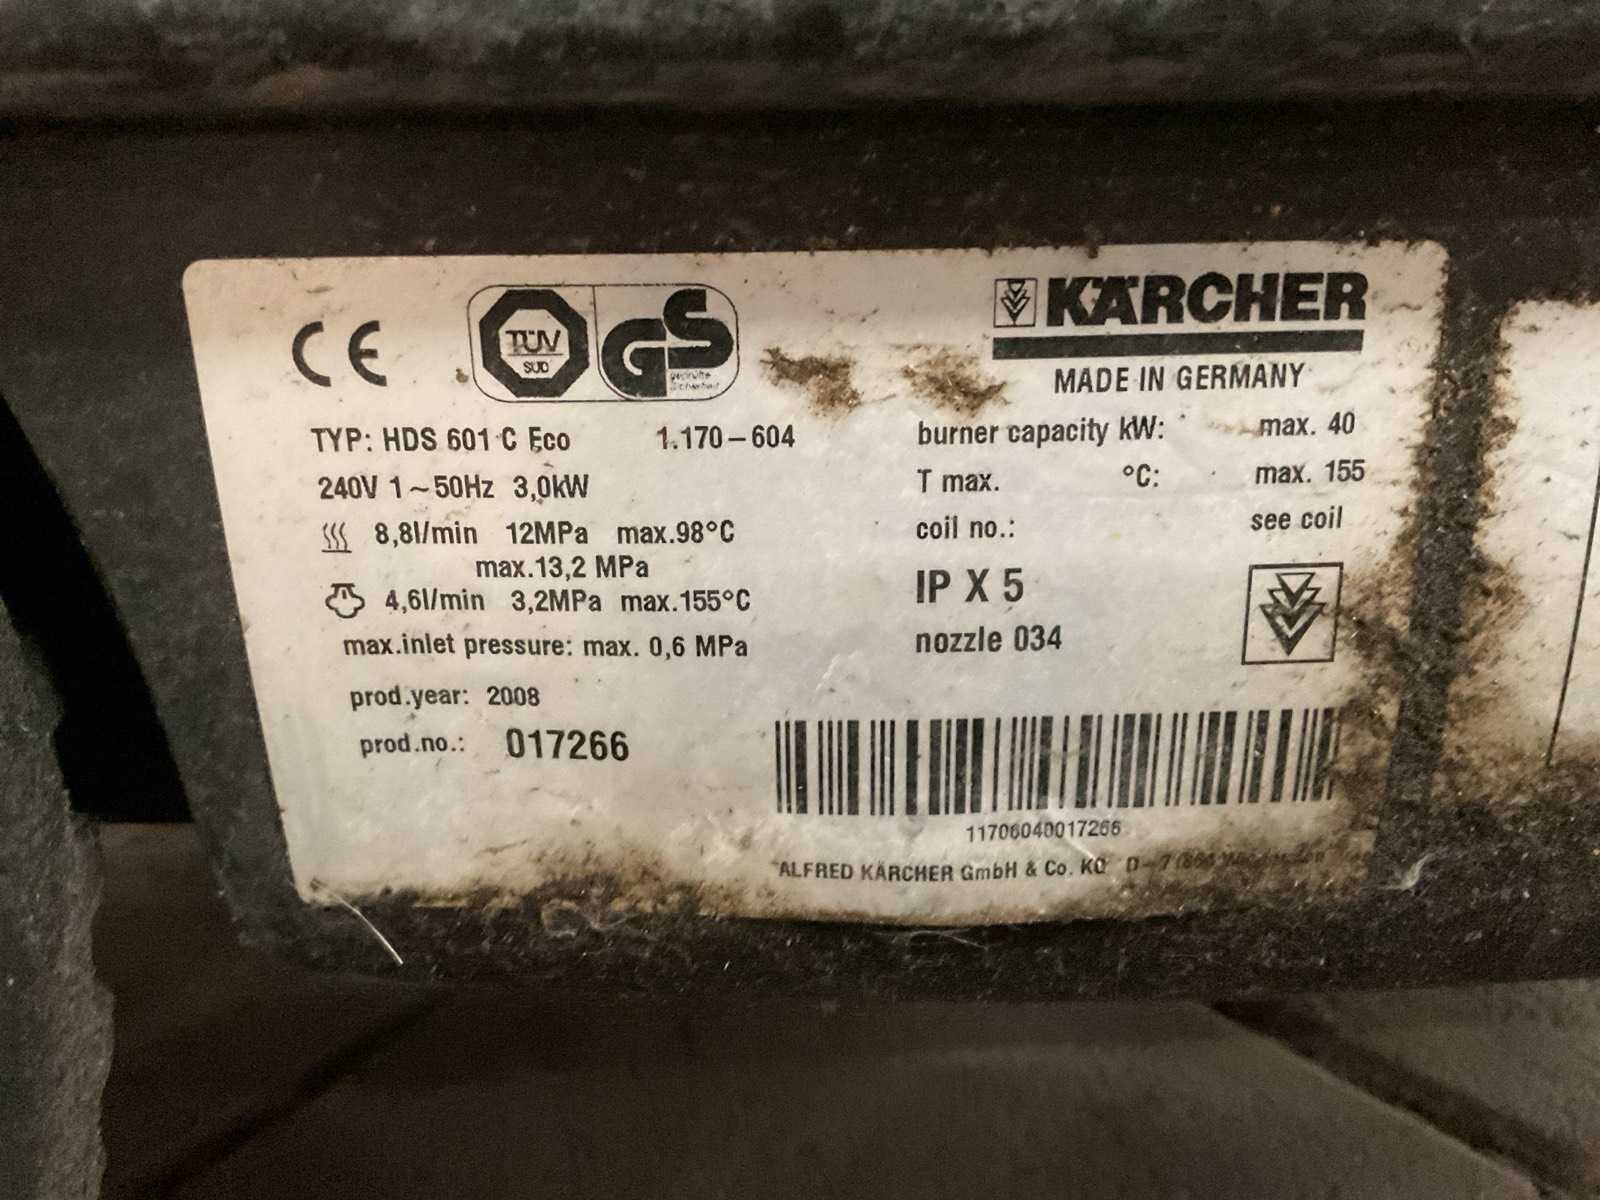 CE TÜV SÜD GS geprüfte Sicherheit
KÄRCHER
MADE IN GERMANY
TYP: HDS 601 C Eco 1.170-604
240V 1~50Hz 3,0kW
8,8l/min 12MPa max.98°C
max.13,2 MPa
4,6l/min 3,2MPa max.155°C
max.inlet pressure: max. 0,6 MPa
prod.year: 2008
prod.no.: 017266
burner capacity kW: max. 40
T max. °C: max. 155
coil no.: see coil
IP X 5
nozzle 034
11706040017266
ALFRED KÄRCHER GmbH & Co. KG D-